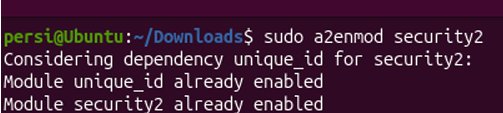 persi@Ubuntu:~/Downloads$ sudo a2enmod security2
Considering dependency unique_id for security2:
Module unique_id already enabled
Module security2 already enabled